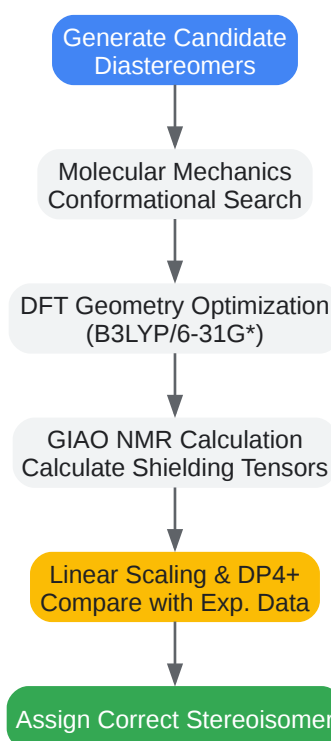 Generate Candidate
Diastereomers
Molecular Mechanics
Conformational Search
DFT Geometry Optimization
(B3LYP/6-31G*)
GIAO NMR Calculation
Calculate Shielding Tensors
Linear Scaling & DP4+
Compare with Exp. Data
Assign Correct Stereoisomer